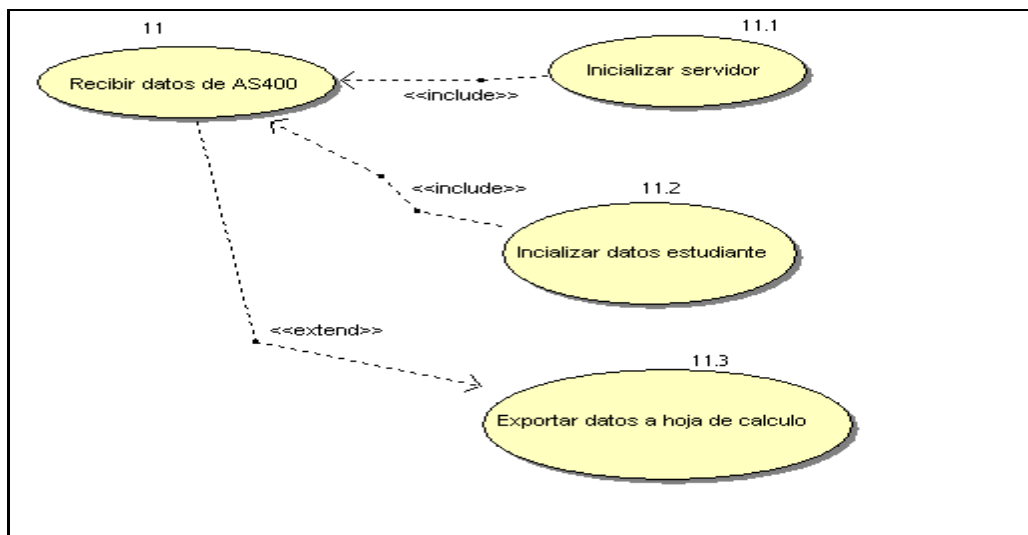 11
11.1
Recibir datos de AS400
Inicializar servidor
<<include>>
<<include>>
11.2
Incializar datos estudiante
<<extend>>
11.3
Exportar datos a hoja de calculo